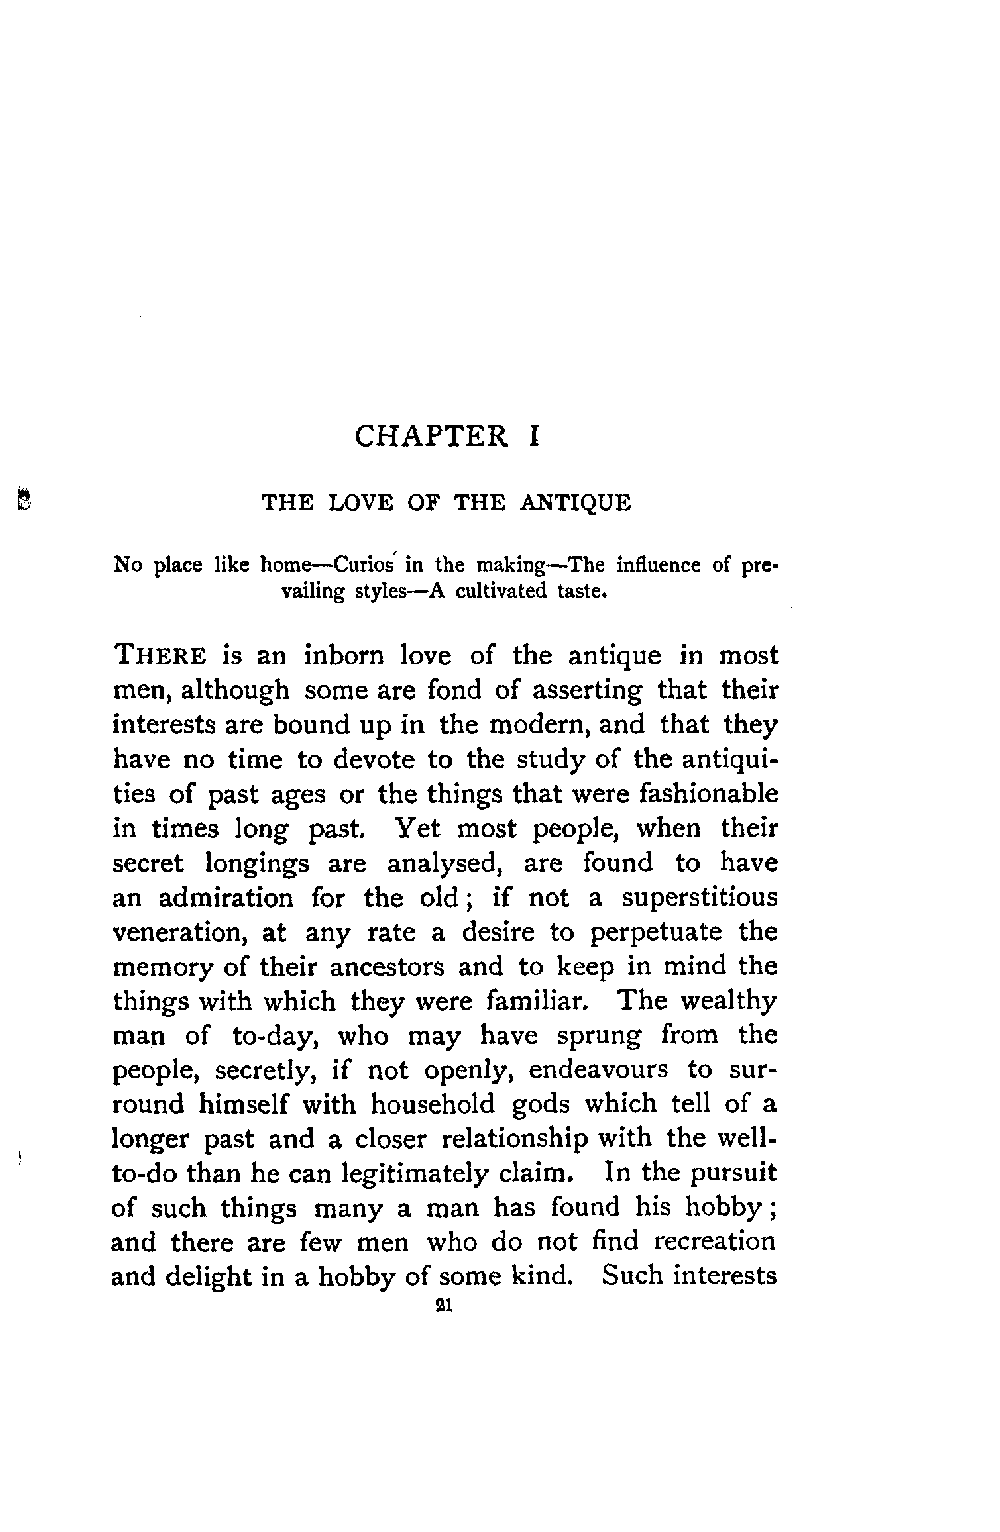 CHAPTER I
THE LOVE OF THE ANTIQUE
No place like home—Curios in the making—The influence of pre-
vailing styles—A cultivated taste.
THERE is an inborn love of the antique in most
men, although some are fond of asserting that their
interests are bound up in the modern, and that they
have no time to devote to the study of the antiqui-
ties of past ages or the things that were fashionable
in times long past. Yet most people, when their
secret longings are analysed, are found to have
an admiration for the old; if not a superstitious
veneration, at any rate a desire to perpetuate the
memory of their ancestors and to keep in mind the
things with which they were familiar. The wealthy
man of to-day, who may have sprung from the
people, secretly, if not openly, endeavours to sur-
round himself with household gods which tell of a
longer past and a closer relationship with the well-
to-do than he can legitimately claim. In the pursuit
of such things many a man has found his hobby;
and there are few men who do not find recreation
and delight in a hobby of some kind. Such interests
21